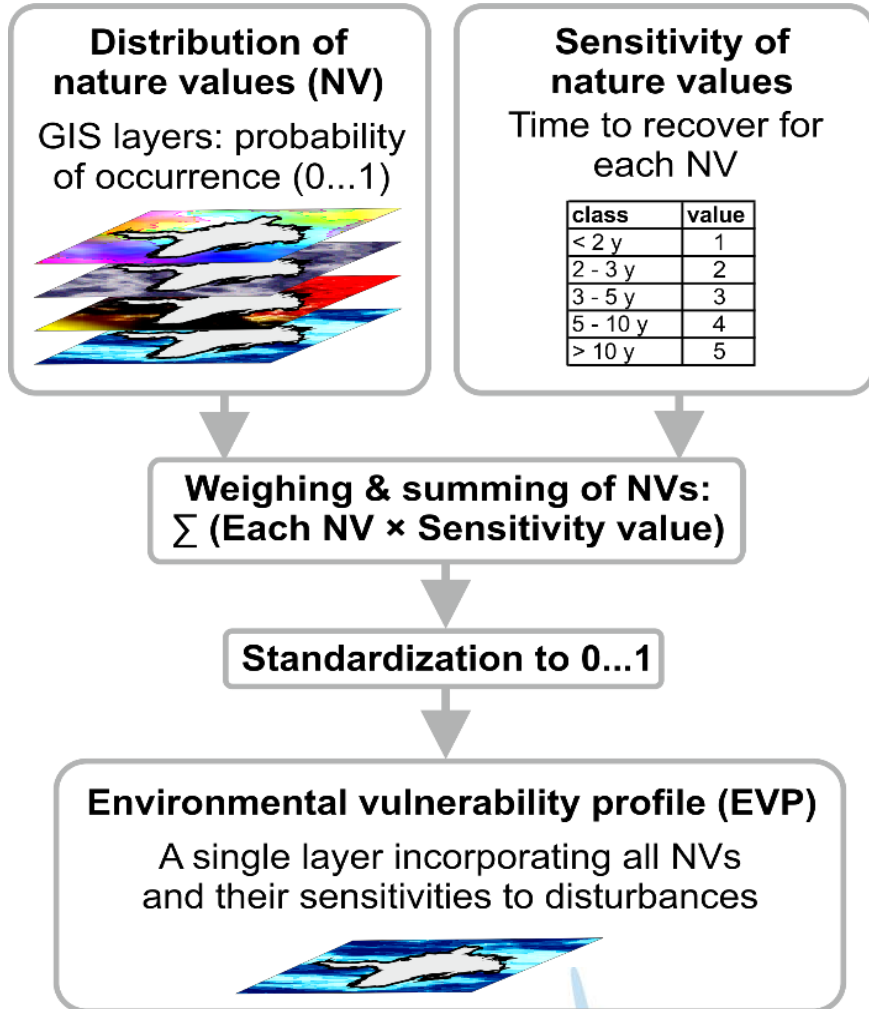 Distribution of
nature values (NV)
GIS layers: probability
of occurrence (0...1)
Sensitivity of
nature values
Time to recover for
each NV
class value
< 2 y 1
2 - 3 y 2
3 - 5 y 3
5 - 10 y 4
> 10 y 5
Weighing & summing of NVs:
∑ (Each NV × Sensitivity value)
Standardization to 0...1
Environmental vulnerability profile (EVP)
A single layer incorporating all NVs
and their sensitivities to disturbances